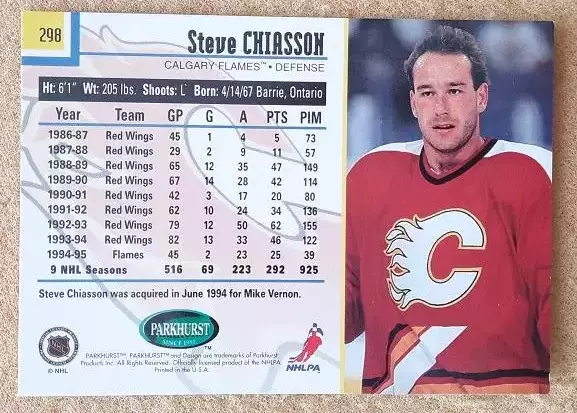 298
Steve CHIASSON
CALGARY FLAMES™ • DEFENSE
Ht: 6'1" Wt: 205 lbs. Shoots: L Born: 4/14/67 Barrie, Ontario
Year Team GP G A PTS PIM
1986-87 Red Wings 45 1 4 5 73
1987-88 Red Wings 29 2 9 11 57
1988-89 Red Wings 65 12 35 47 149
1989-90 Red Wings 67 14 28 42 114
1990-91 Red Wings 42 3 17 20 80
1991-92 Red Wings 62 10 24 34 136
1992-93 Red Wings 79 12 50 62 155
1993-94 Red Wings 82 13 33 46 122
1994-95 Flames 45 2 23 25 39
9 NHL Seasons 516 69 223 292 925
Steve Chiasson was acquired in June 1994 for Mike Vernon.
PARKHURST
SINCE 1951
™
NHL
© NHL
PARKHURST™, PARKHURST™ and Design are trademarks of Parkhurst
Inc. All Rights Reserved. Officially licensed product of the NHLPA
Printed in the U.S.A.
NHLPA
C